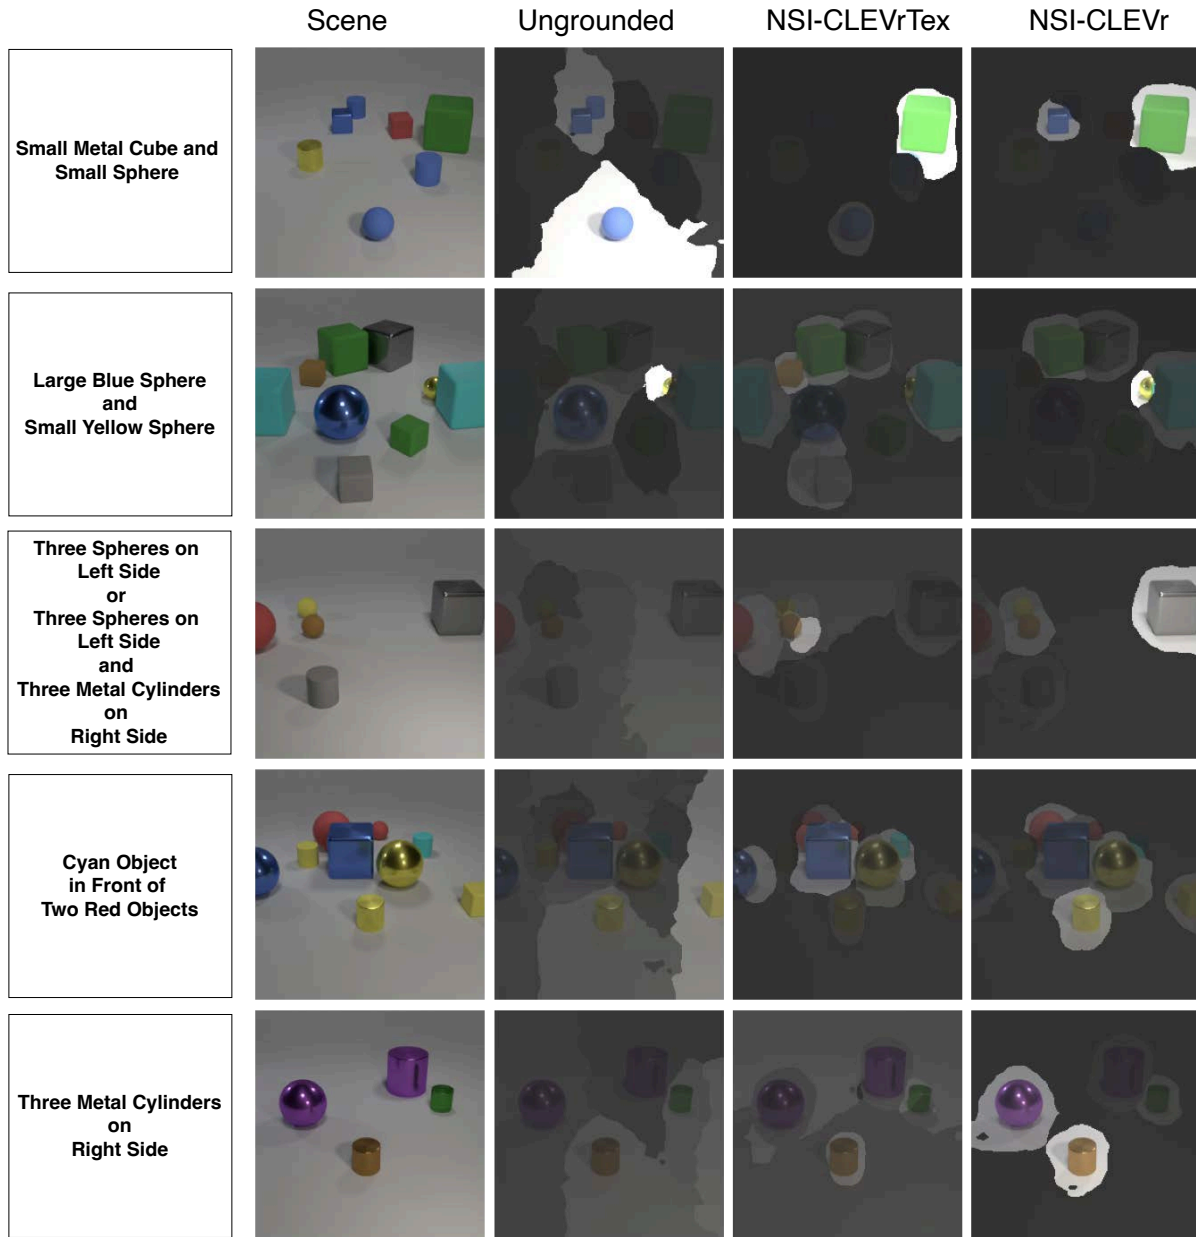 Scene Ungrounded NSI-CLEVrTex NSI-CLEVr
Small Metal Cube and
Small Sphere
Large Blue Sphere
and
Small Yellow Sphere
Three Spheres on
Left Side
or
Three Spheres on
Left Side
and
Three Metal Cylinders
on
Right Side
Cyan Object
in Front of
Two Red Objects
Three Metal Cylinders
on
Right Side